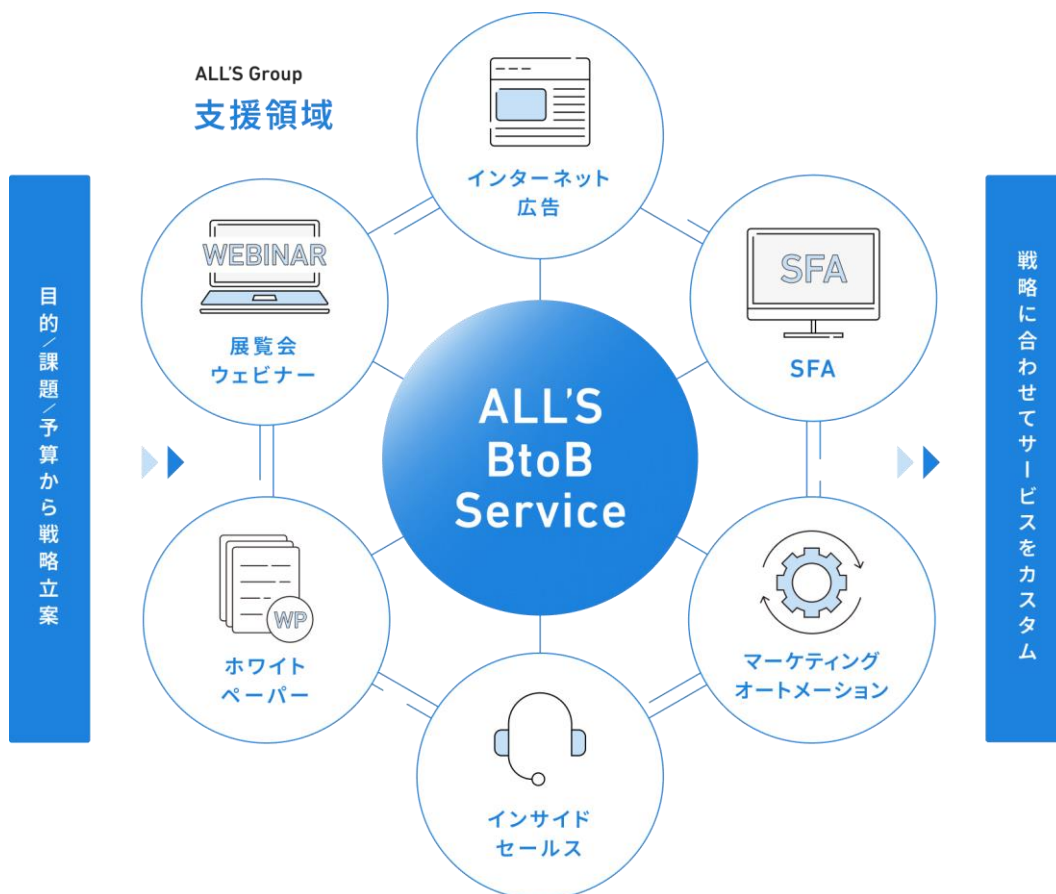 ALL'S Group
支援領域
目的/課題/予算から戦略立案
インターネット
広告
WEBINAR
展覧会
ウェビナー
SFA
SFA
ALL'S
BtoB
Service
WP
ホワイト
ペーパー
マーケティング
オートメーション
インサイド
セールス
戦略に合わせてサービスをカスタム